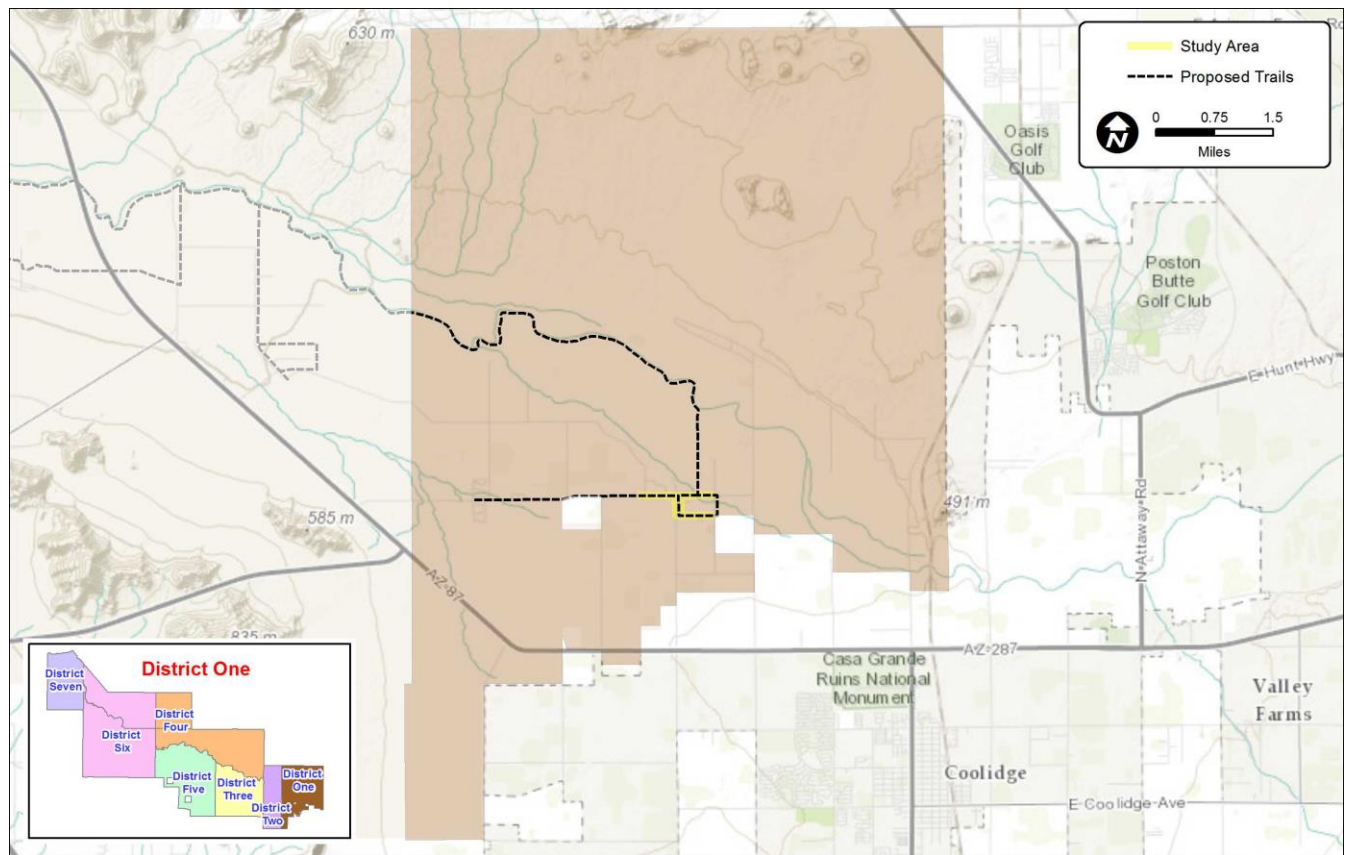 630 m
Study Area
Proposed Trails
N
0 0.75 1.5
Miles
Oasis
Golf
Club
Poston
Butte
Golf Club
E Hunt Hwy
491 m
585 m
N Attaway Rd
AZ-87
835 m
AZ-287
Casa Grande
Ruins National
Monument
Valley
Farms
Coolidge
E Coolidge Ave
District One
District
Seven
District
Four
District
Six
District
Five
District
Three
District
Two
District
One